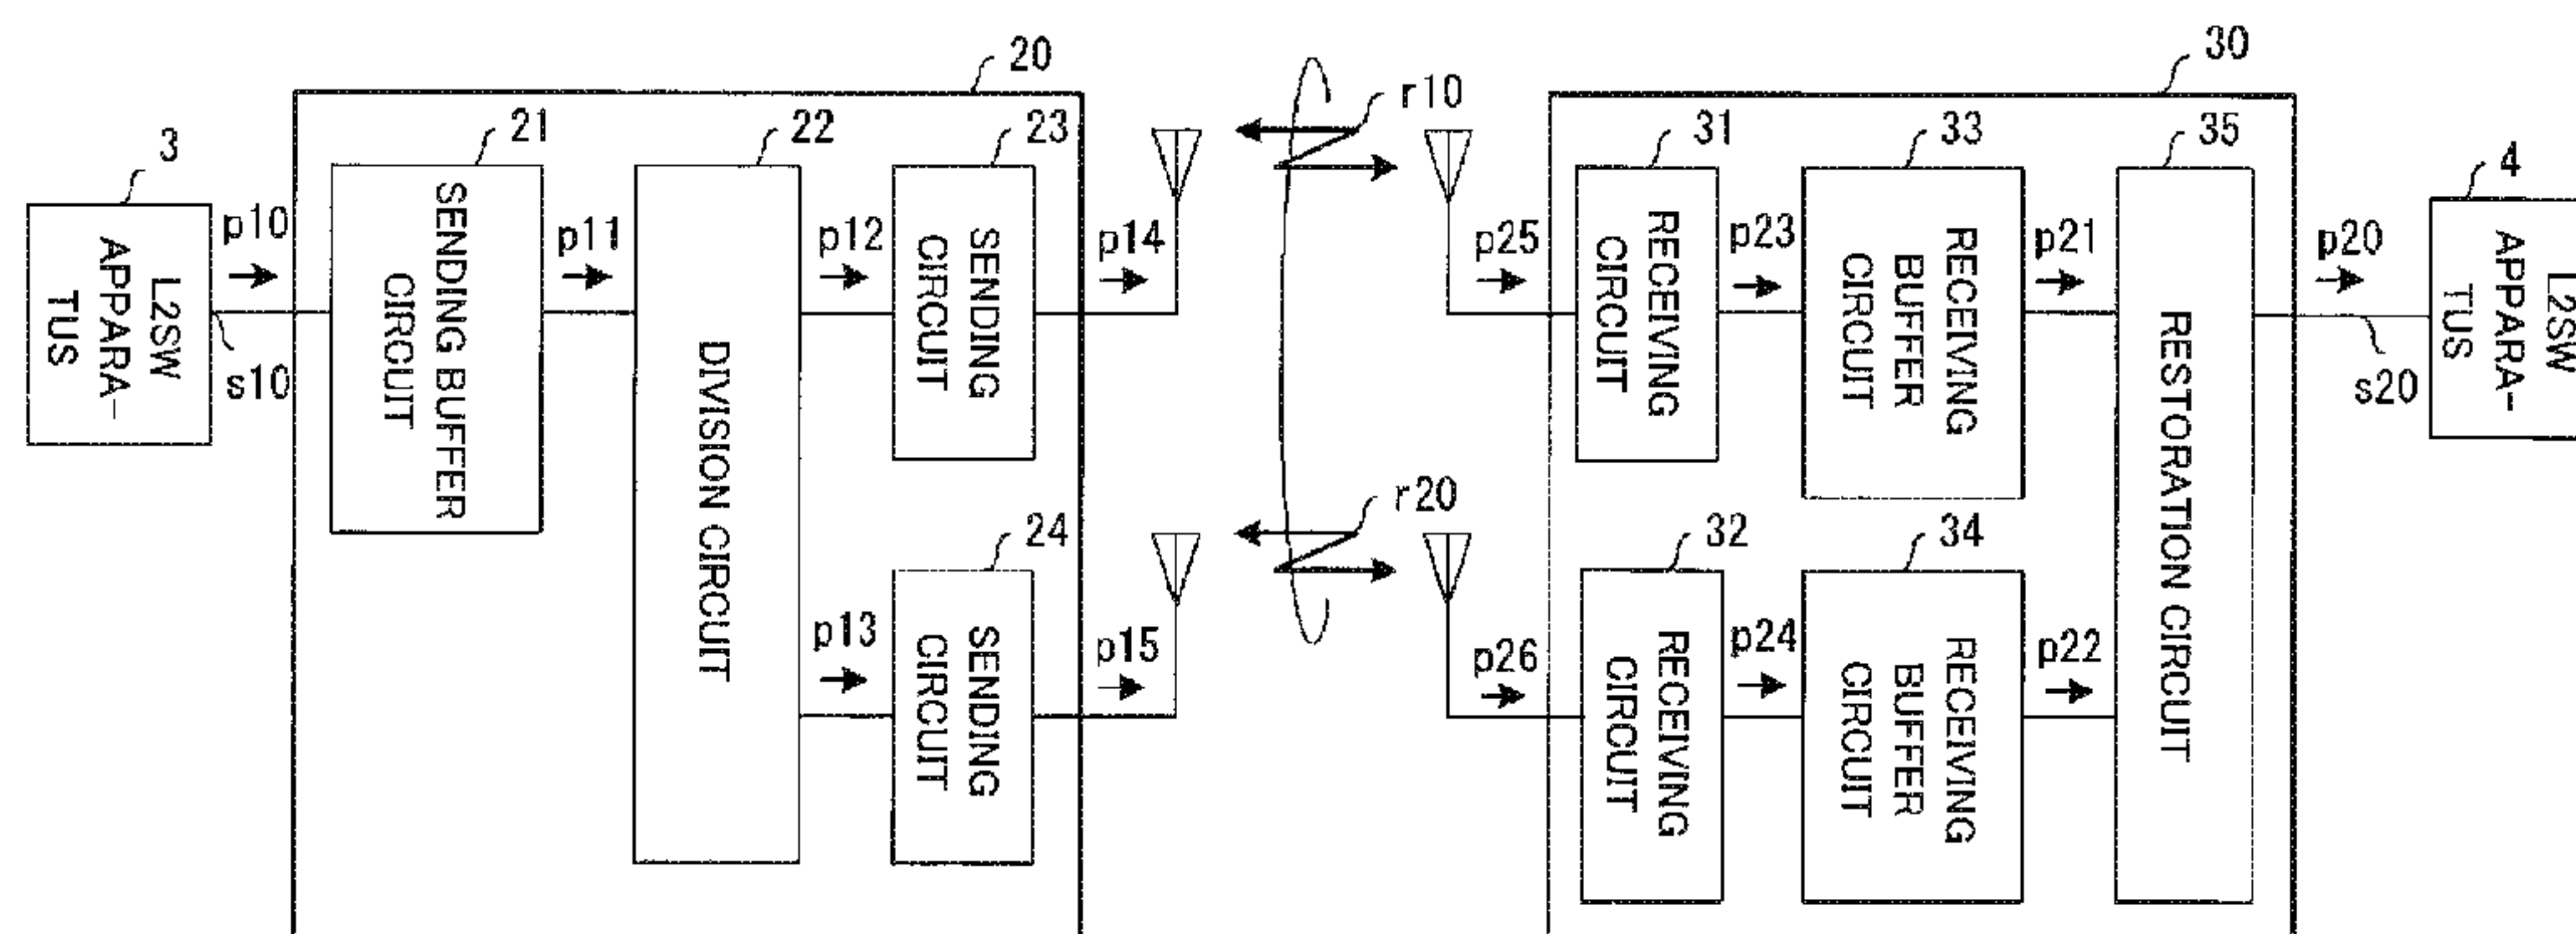 20
30
r10
3
21
22
23
31
33
35
4
p10
p11
p12
p14
p25
p23
p21
p20
L2SW
APPARA-
TUS
s10
SENDING BUFFER
CIRCUIT
DIVISION CIRCUIT
SENDING
CIRCUIT
RECEIVING
CIRCUIT
RECEIVING
BUFFER
CIRCUIT
RESTORATION CIRCUIT
s20
L2SW
APPARA-
TUS
r20
24
32
34
p13
p15
p26
p24
p22
SENDING
CIRCUIT
RECEIVING
CIRCUIT
RECEIVING
BUFFER
CIRCUIT